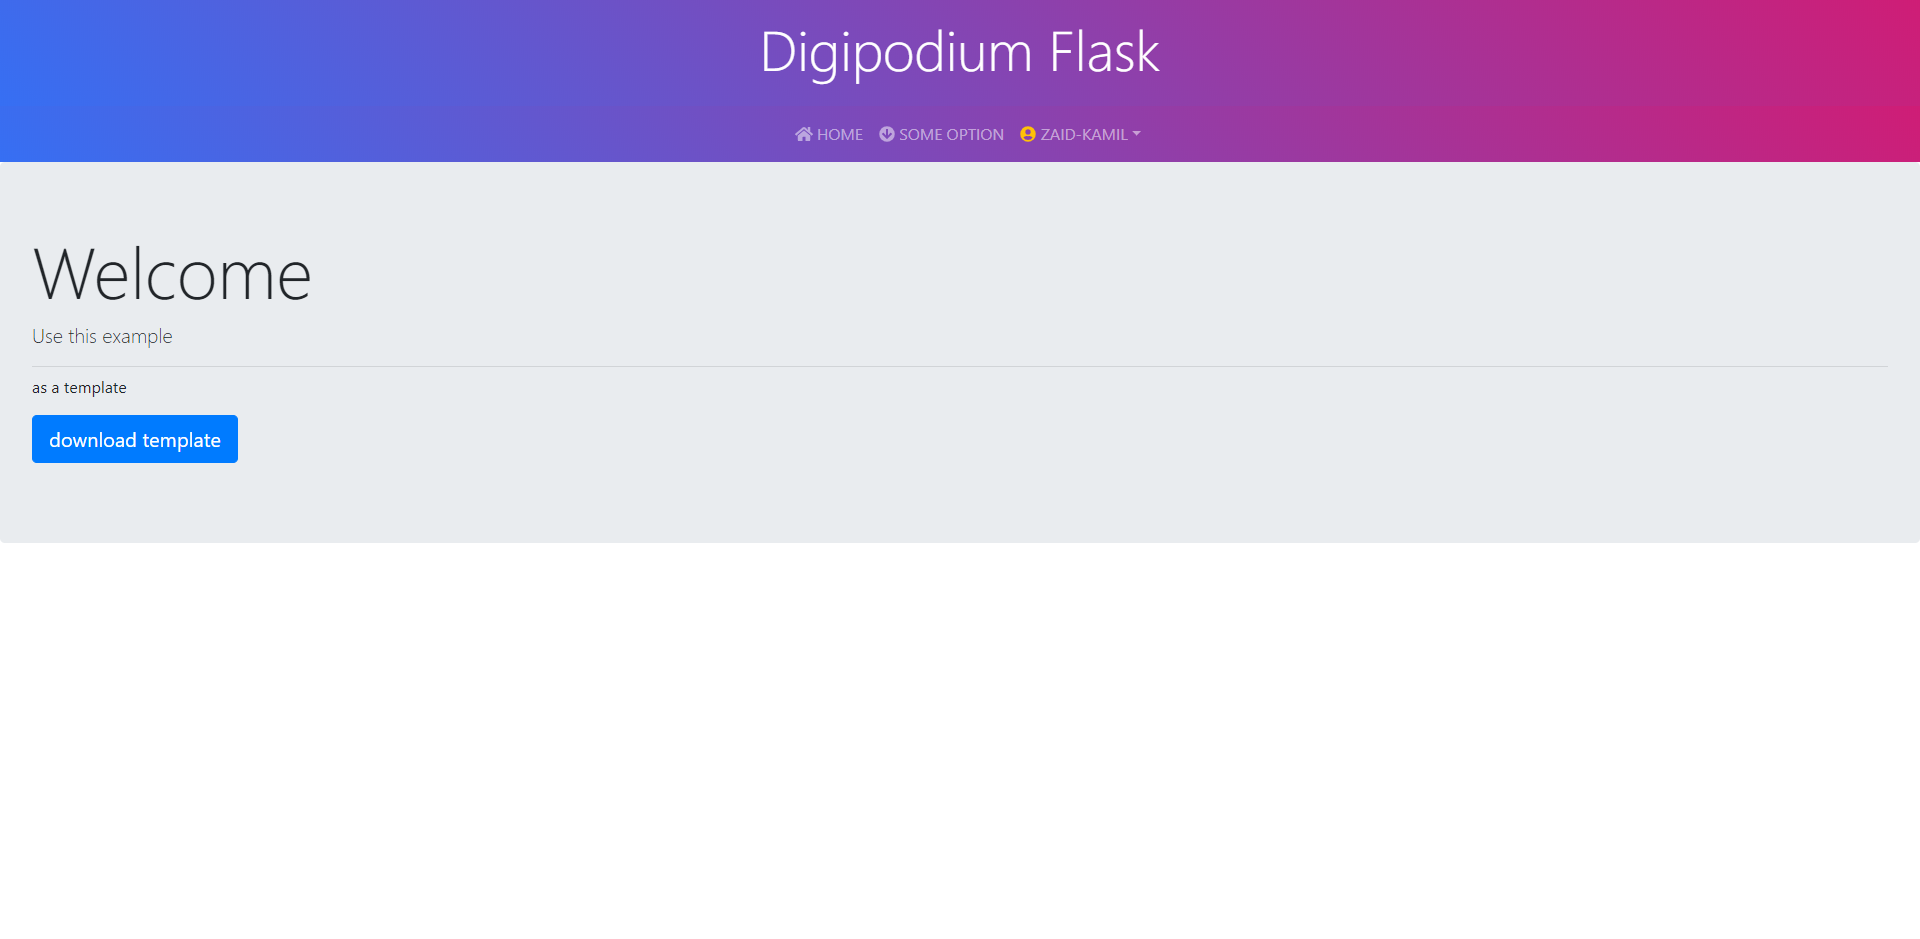 Digipodium Flask
HOME SOME OPTION ZAID-KAMIL
Welcome
Use this example
as a template
download template